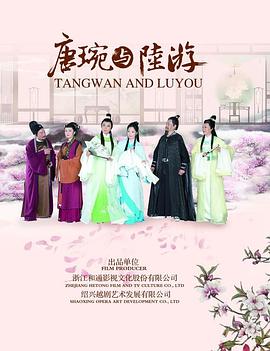 唐琬与陸游
TANGWAN AND LUYOU
出品单位
FILM PRODUCER
浙江和通影视文化股份有限公司
ZHEJIANG HETONG FILM AND TV CULTURE CO., LTD
绍兴越剧艺术发展有限公司
SHAOXING OPERA ART DEVELOPMENT CO., LTD